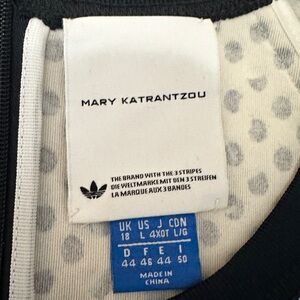 MARY KATRANTZOU
THE BRAND WITH THE 3 STRIPES
DIE WELTMARKE MIT DEN 3 STREIFEN
LA MARQUE AUX 3 BANDES
UK US J CDN
18 L 4XOT L/G
D F E I
44 46 44 50
MADE IN
CHINA